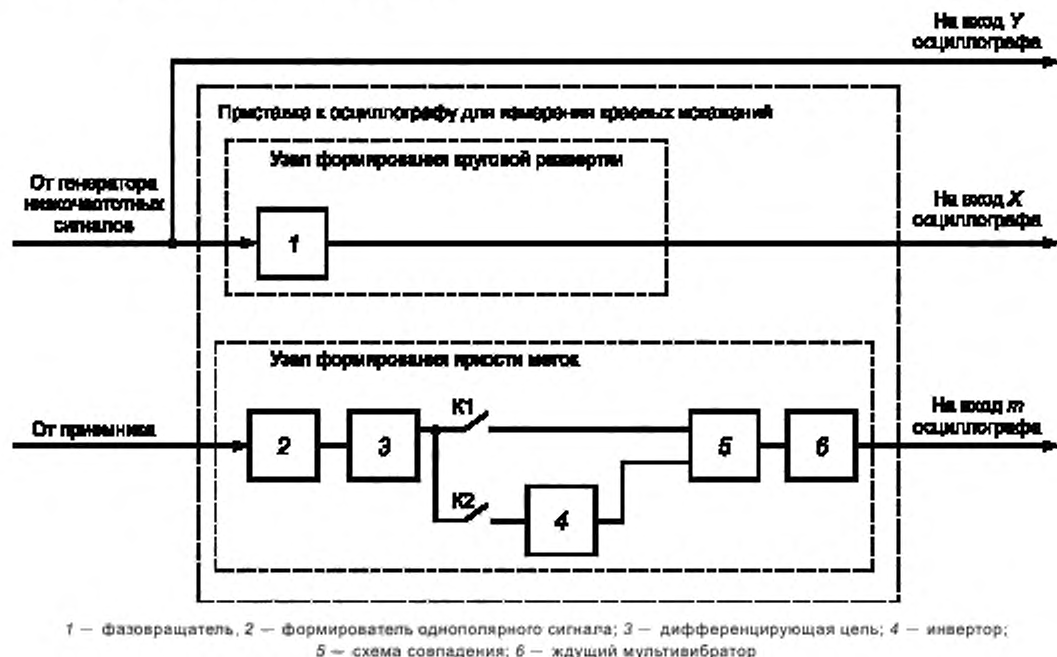 На вход Y
осциллографа
Приставка к осциллографу для измерения краевых искажений
Узел формирования круговой развертки
От генератора
низкочастотных
сигналов
1
На вход X
осциллографа
Узел формирования яркости меток
От приемника
2
3
К1
К2
4
5
6
На вход m
осциллографа
1 — фазовращатель, 2 — формирователь однополярного сигнала; 3 — дифференцирующая цепь; 4 — инвертор;
5 — схема совпадения; 6 — ждущий мультивибратор